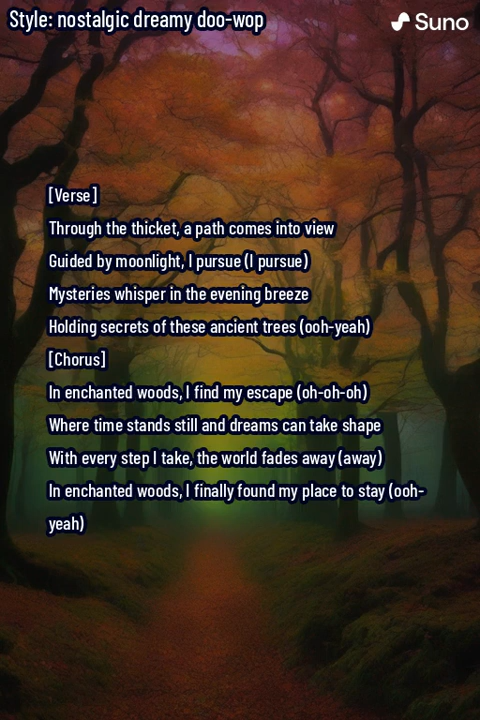 Style: nostalgic dreamy doo-wop
Suno
[Verse]
Through the thicket, a path comes into view
Guided by moonlight, I pursue (I pursue)
Mysteries whisper in the evening breeze
Holding secrets of these ancient trees (ooh-yeah)
[Chorus]
In enchanted woods, I find my escape (oh-oh-oh)
Where time stands still and dreams can take shape
With every step I take, the world fades away (away)
In enchanted woods, I finally found my place to stay (ooh-
yeah)